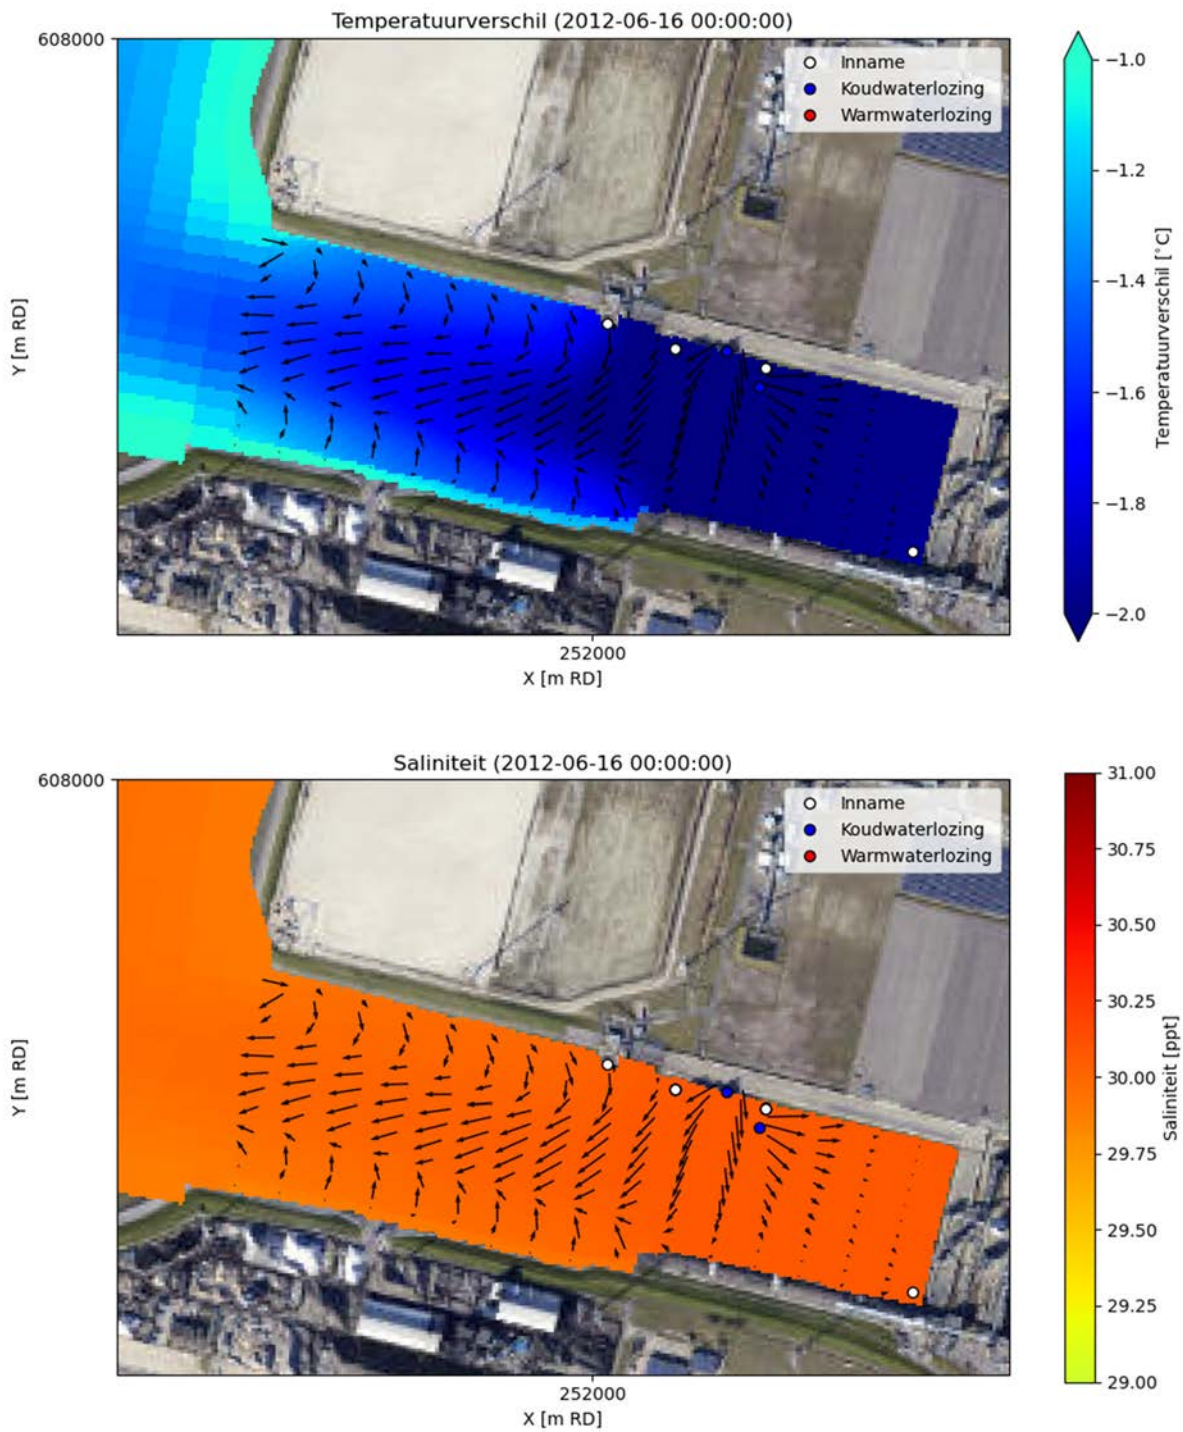 Temperatuurverschil (2012-06-16 00:00:00)
608000
Inname
Koudwaterlozing
Warmwaterlozing
Y [m RD]
252000
X [m RD]
−1.0
−1.2
−1.4
−1.6
−1.8
−2.0
Temperatuurverschil [°C]
Saliniteit (2012-06-16 00:00:00)
608000
Inname
Koudwaterlozing
Warmwaterlozing
Y [m RD]
252000
X [m RD]
31.00
30.75
30.50
30.25
30.00
29.75
29.50
29.25
29.00
Saliniteit [ppt]